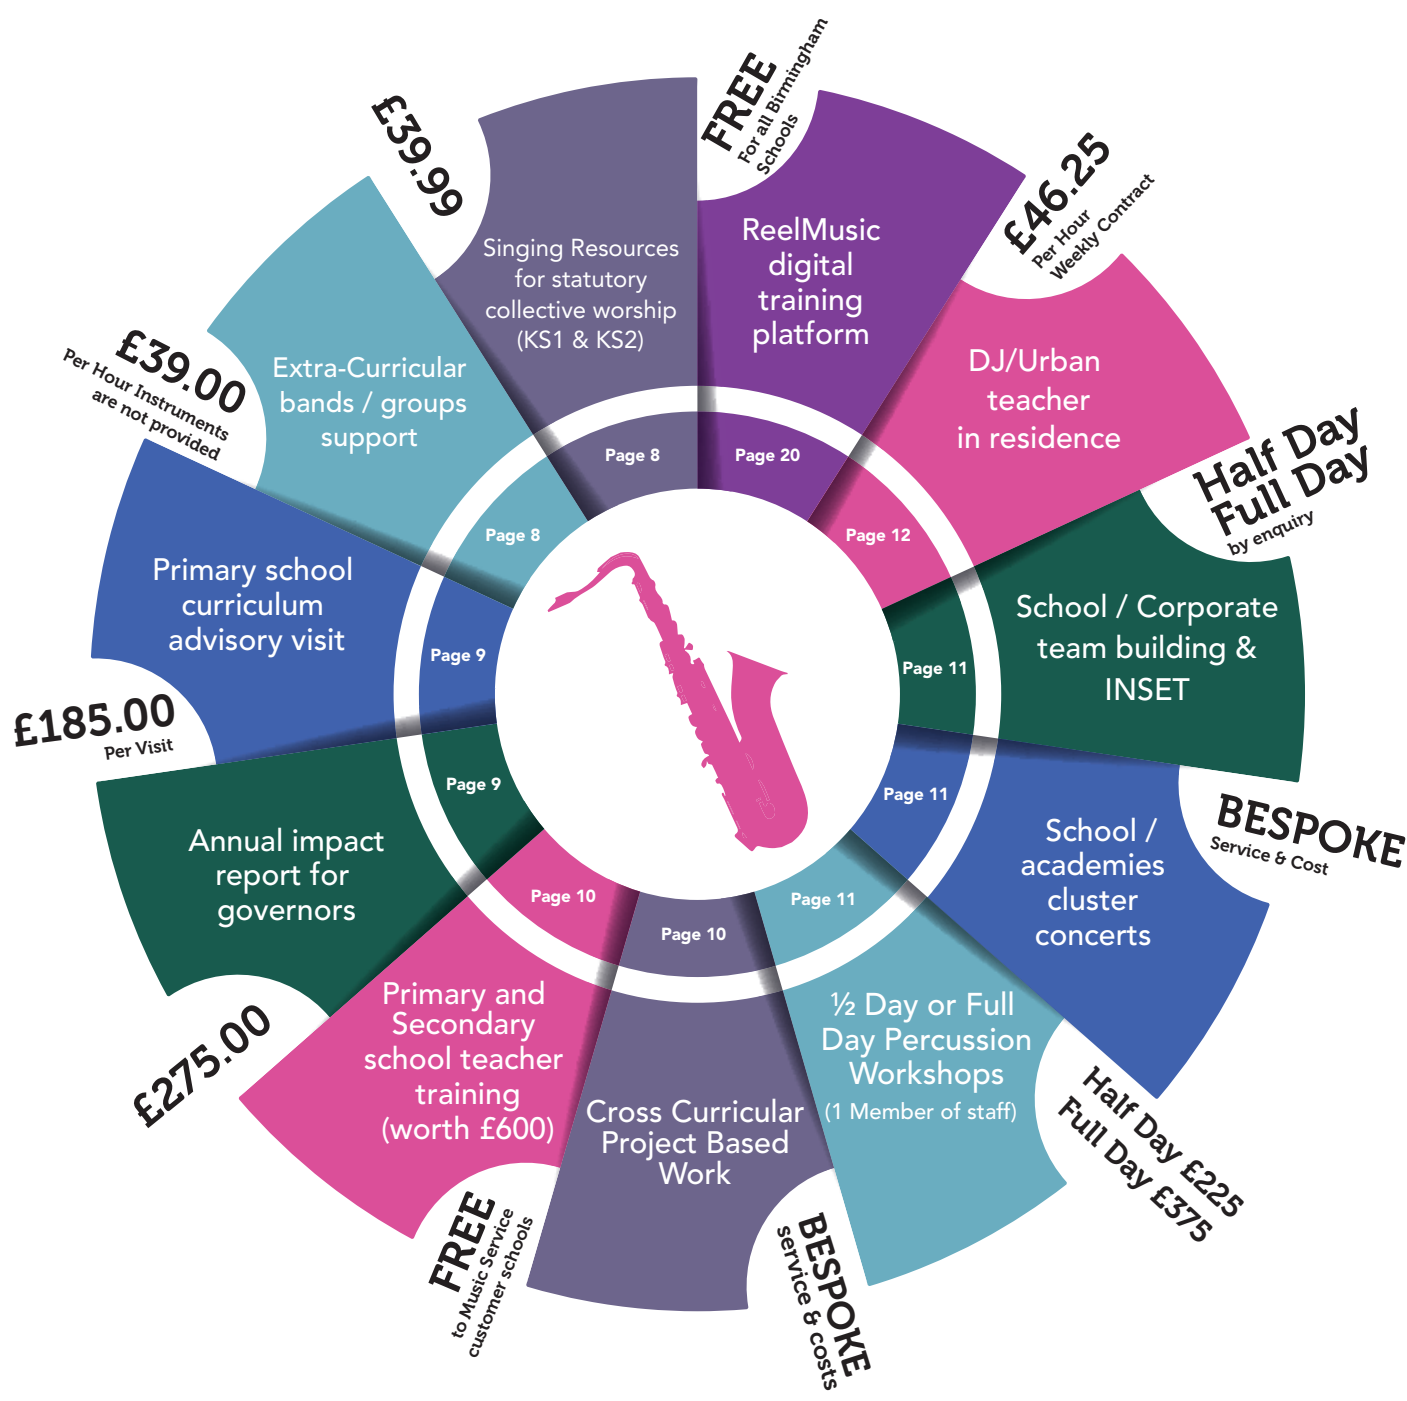 FREE
For all Birmingham
Schools
ReelMusic
digital
training
platform
Page 20
£46.25
Per Hour
Weekly Contract
DJ/Urban
teacher
in residence
Page 12
Half Day
Full Day
by enquiry
School / Corporate
team building &
INSET
Page 11
BESPOKE
Service & Cost
School /
academies
cluster
concerts
Page 11
Half Day £225
Full Day £375
½ Day or Full
Day Percussion
Workshops
(1 Member of staff)
Page 11
BESPOKE
service & costs
Cross Curricular
Project Based
Work
Page 10
FREE
to Music Service
customer schools
Primary and
Secondary
school teacher
training
(worth £600)
Page 10
£275.00
Annual impact
report for
governors
Page 9
£185.00
Per Visit
Primary school
curriculum
advisory visit
Page 9
£39.00
Per Hour Instruments
are not provided
Extra-Curricular
bands / groups
support
Page 8
£39.99
Singing Resources
for statutory
collective worship
(KS1 & KS2)
Page 8